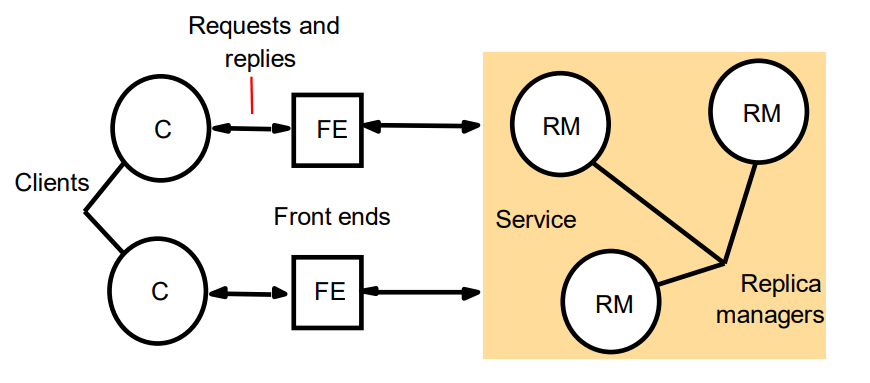 Requests and
replies
C
FE
RM
RM
Clients
Front ends
Service
C
FE
RM
Replica
managers